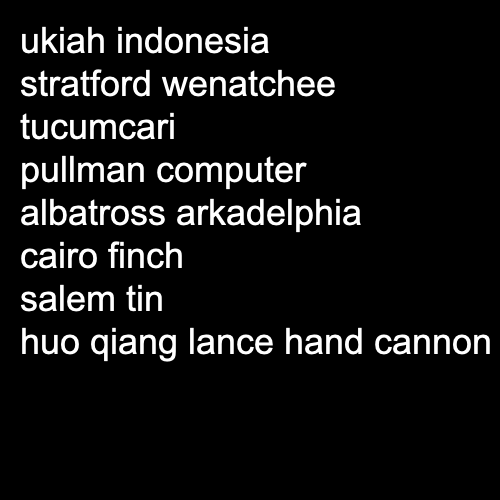 ukiah indonesia
stratford wenatchee
tucumcari
pullman computer
albatross arkadelphia
cairo finch
salem tin
huo qiang lance hand cannon